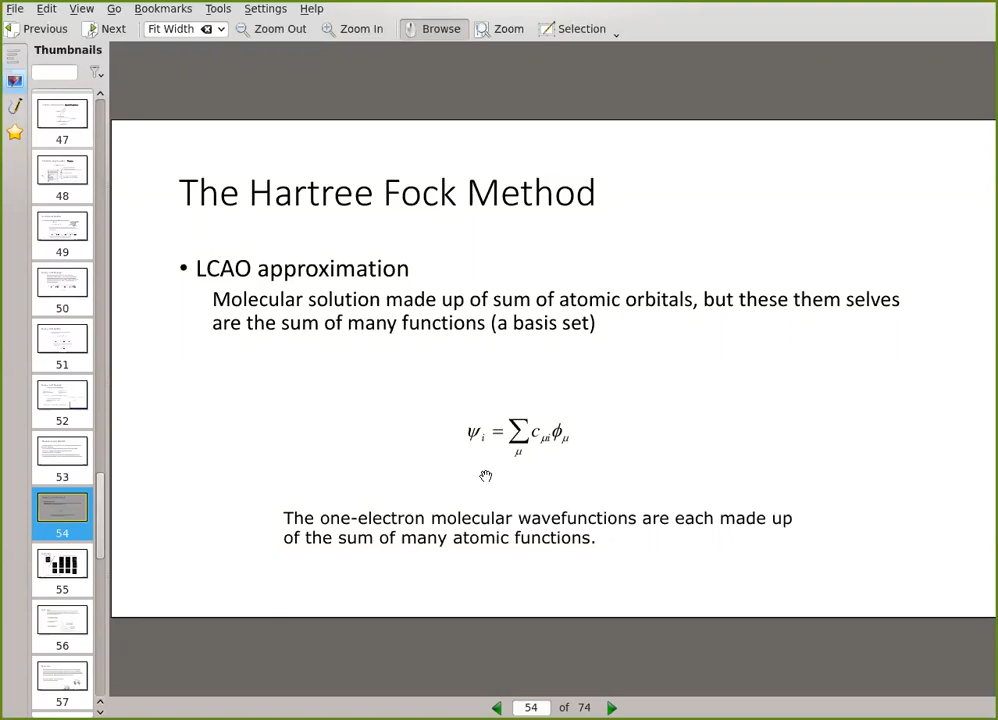 File Edit View Go Bookmarks Tools Settings Help
Previous Next Fit Width Zoom Out Zoom In Browse Zoom Selection
Thumbnails
47
48
49
50
51
52
53
54
55
56
57
The Hartree Fock Method
• LCAO approximation
Molecular solution made up of sum of atomic orbitals, but these them selves
are the sum of many functions (a basis set)
ψ_i = ∑_μ c_μi ϕ_μ
The one-electron molecular wavefunctions are each made up
of the sum of many atomic functions.
54 of 74